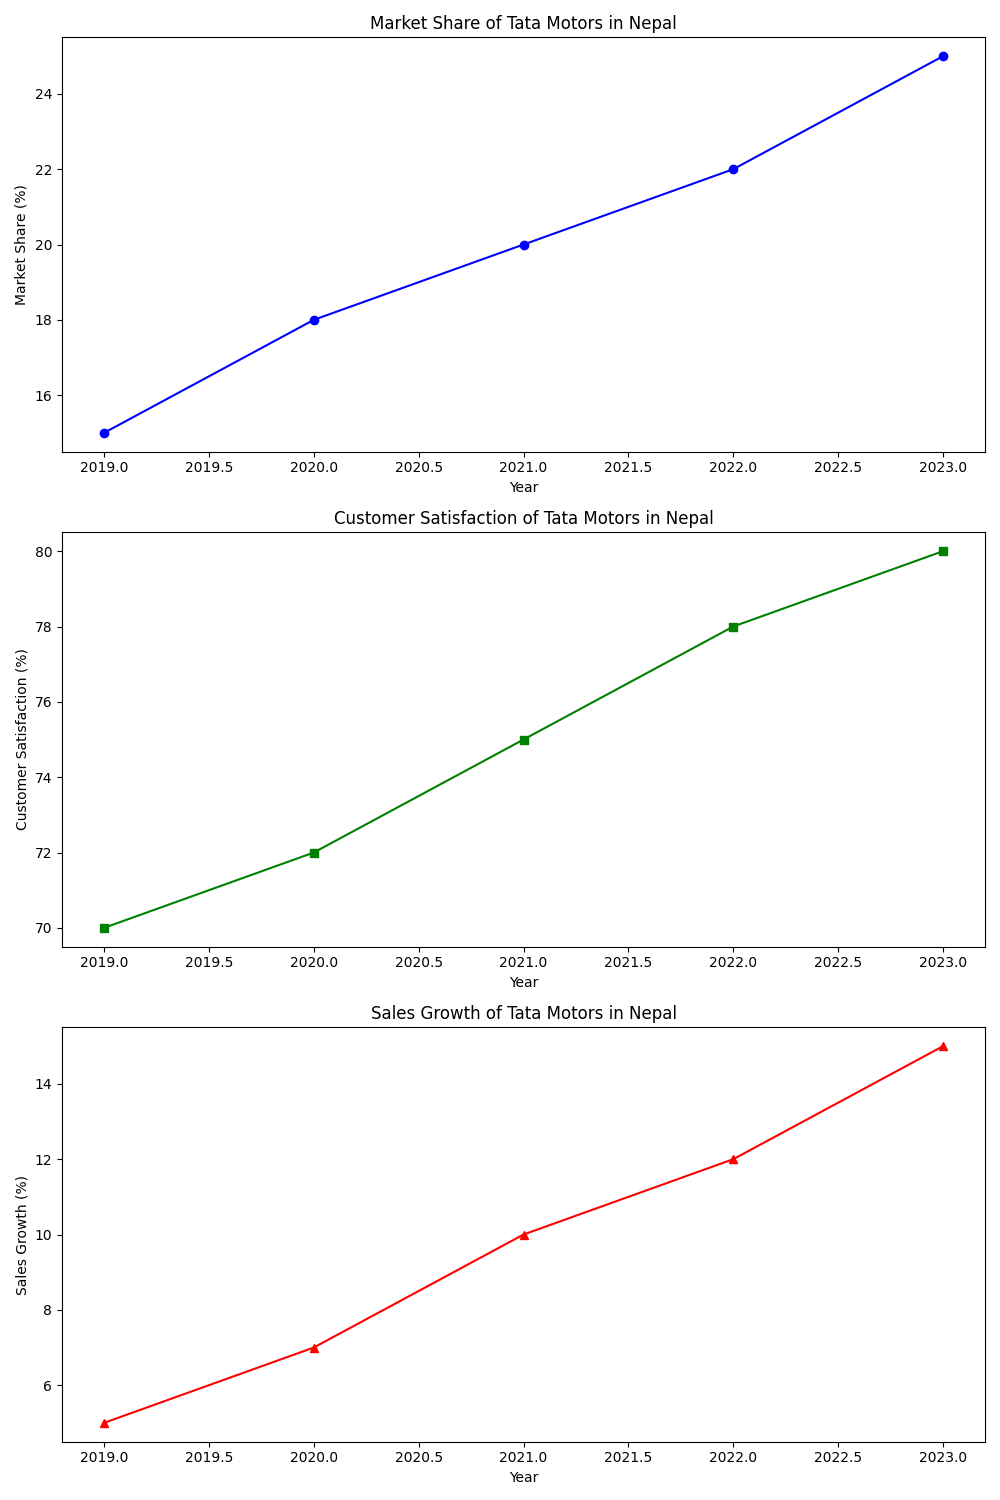 Market Share of Tata Motors in Nepal
24
22
20
18
16
Market Share (%)
2019.0 2019.5 2020.0 2020.5 2021.0 2021.5 2022.0 2022.5 2023.0
Year
Customer Satisfaction of Tata Motors in Nepal
80
78
76
74
72
70
Customer Satisfaction (%)
2019.0 2019.5 2020.0 2020.5 2021.0 2021.5 2022.0 2022.5 2023.0
Year
Sales Growth of Tata Motors in Nepal
14
12
10
8
6
Sales Growth (%)
2019.0 2019.5 2020.0 2020.5 2021.0 2021.5 2022.0 2022.5 2023.0
Year